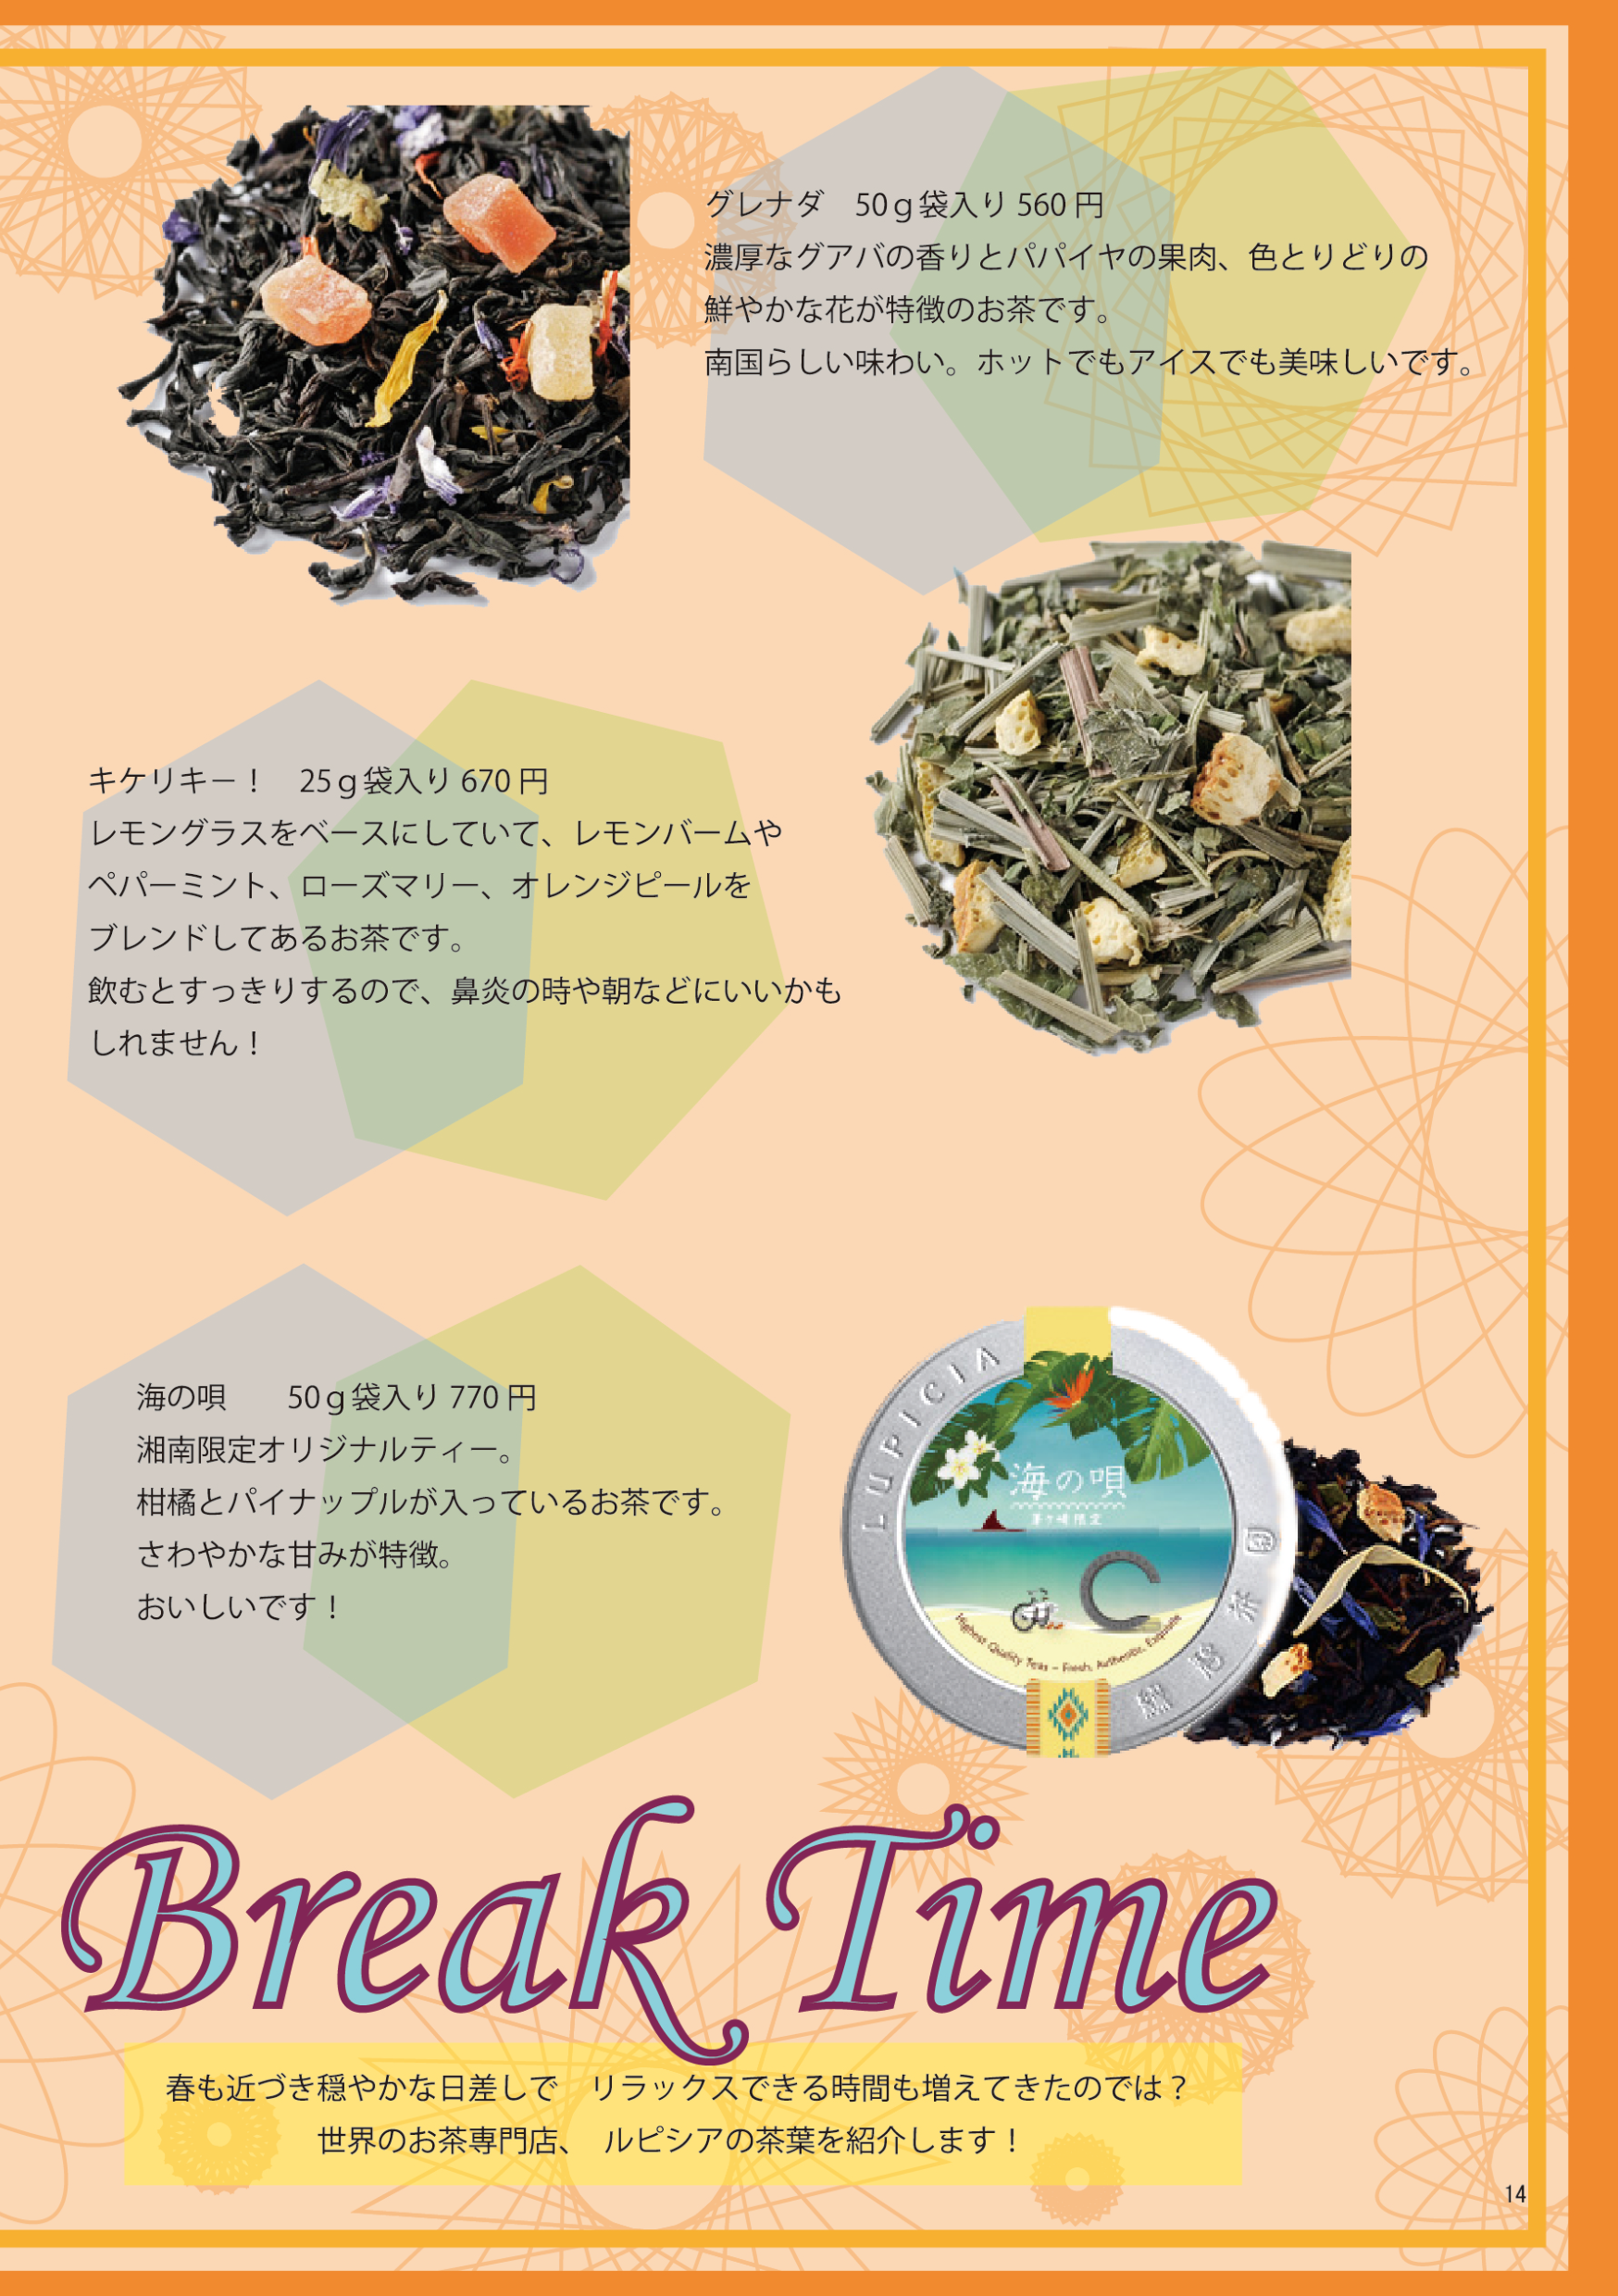 グレナダ　50ｇ袋入り 560 円
濃厚なグアバの香りとパパイヤの果肉、色とりどりの
鮮やかな花が特徴のお茶です。
南国らしい味わい。ホットでもアイスでも美味しいです。
キケリキー！　25ｇ袋入り 670 円
レモングラスをベースにしていて、レモンバームや
ペパーミント、ローズマリー、オレンジピールを
ブレンドしてあるお茶です。
飲むとすっきりするので、鼻炎の時や朝などにいいかも
しれません！
海の唄　　50ｇ袋入り 770 円
湘南限定オリジナルティー。
柑橘とパイナップルが入っているお茶です。
さわやかな甘みが特徴。
おいしいです！
LUPICIA
海の唄
茅ヶ崎限定
Highest Quality Teas – Fresh, Authentic, Exquisite
Break Time
春も近づき穏やかな日差しで　リラックスできる時間も増えてきたのでは？
世界のお茶専門店、　ルピシアの茶葉を紹介します！
14